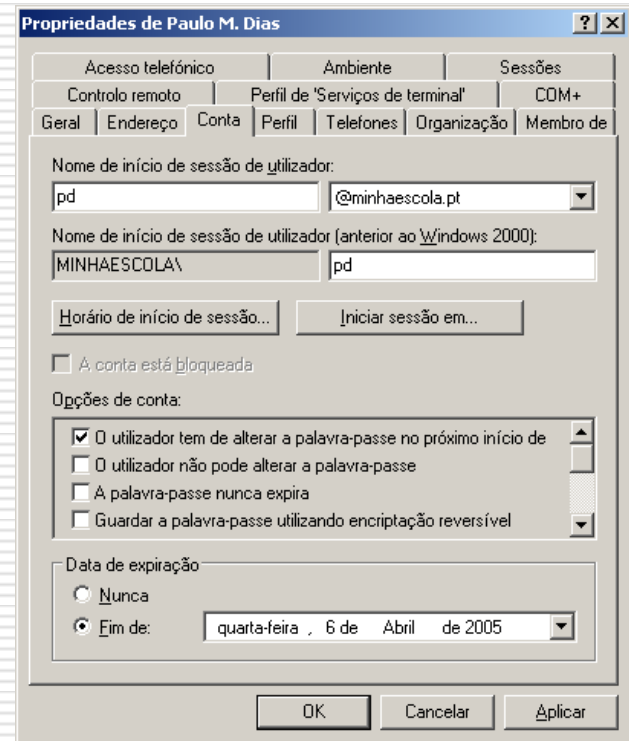 Propriedades de Paulo M. Dias
Acesso telefónico Ambiente Sessões
Controlo remoto Perfil de 'Serviços de terminal' COM+
Geral Endereço Conta Perfil Telefones Organização Membro de
Nome de início de sessão de utilizador:
pd @minhaescola.pt
Nome de início de sessão de utilizador (anterior ao Windows 2000):
MINHAESCOLA\ pd
Horário de início de sessão... Iniciar sessão em...
A conta está bloqueada
Opções de conta:
O utilizador tem de alterar a palavra-passe no próximo início de
O utilizador não pode alterar a palavra-passe
A palavra-passe nunca expira
Guardar a palavra-passe utilizando encriptação reversível
Data de expiração
Nunca
Fim de: quarta-feira , 6 de Abril de 2005
OK Cancelar Aplicar